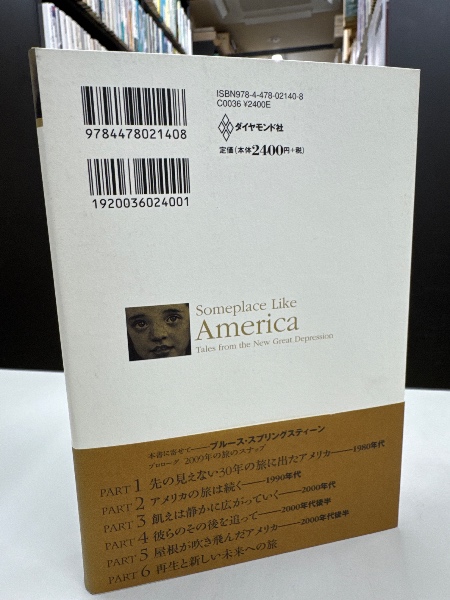 ISBN978-4-478-02140-8
C0036 ¥2400E
9784478021408
ダイヤモンド社
定価(本体2400円+税)
1920036024001
Someplace Like
America
Tales from the New Great Depression
本書に寄せて──ブルース・スプリングスティーン
プロローグ 2009年の旅のスナップ
PART 1 先の見えない30年の旅に出たアメリカ──1980年代
PART 2 アメリカの旅は続く──1990年代
PART 3 飢えは静かに広がっていく──2000年代
PART 4 彼らのその後を追って──2000年代後半
PART 5 屋根が吹き飛んだアメリカ──2000年代後半
PART 6 再生と新しい未来への旅